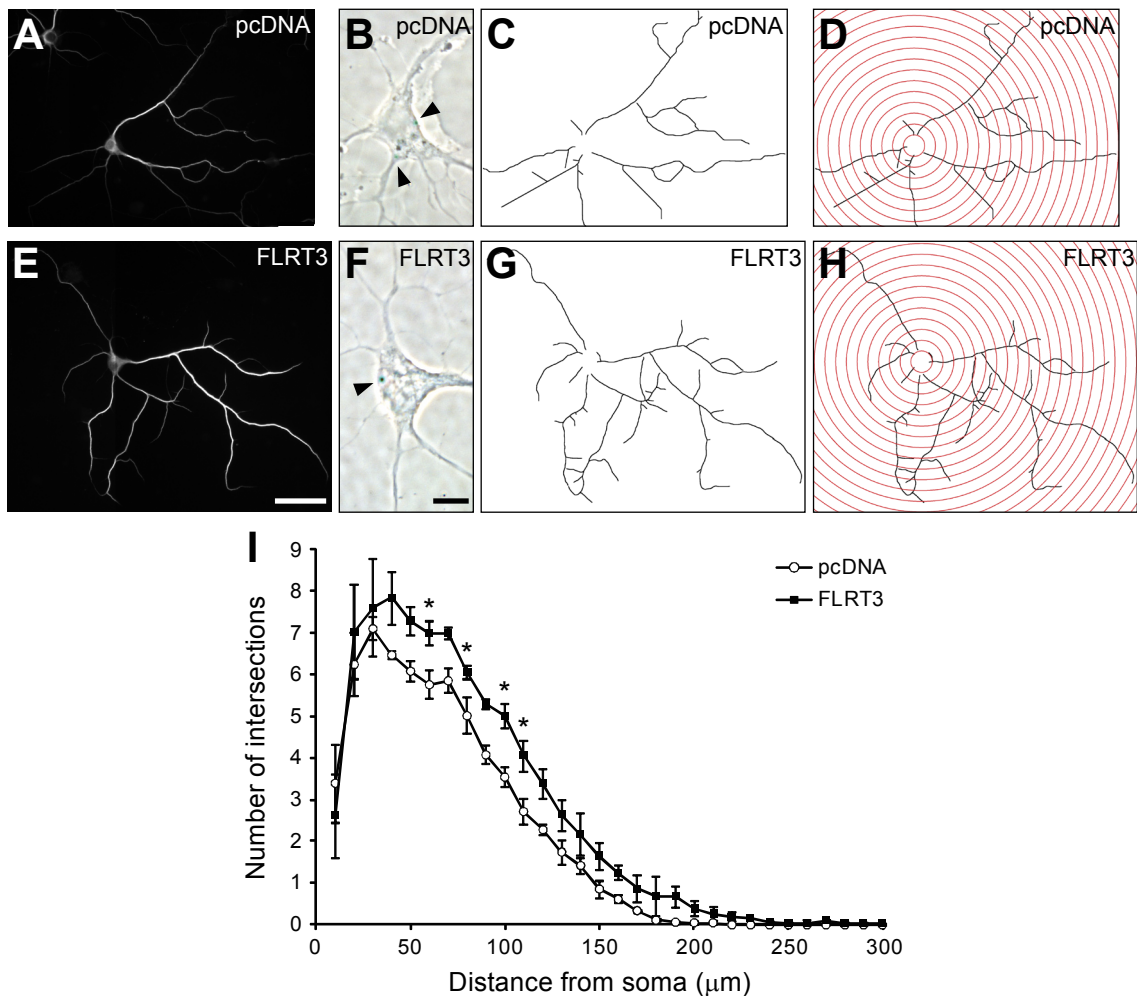 A pcDNA
B pcDNA
C pcDNA
D pcDNA
E FLRT3
F FLRT3
G FLRT3
H FLRT3
I
pcDNA
FLRT3
Number of intersections
9
8
7
6
5
4
3
2
1
0
* * * *
0 50 100 150 200 250 300
Distance from soma (μm)